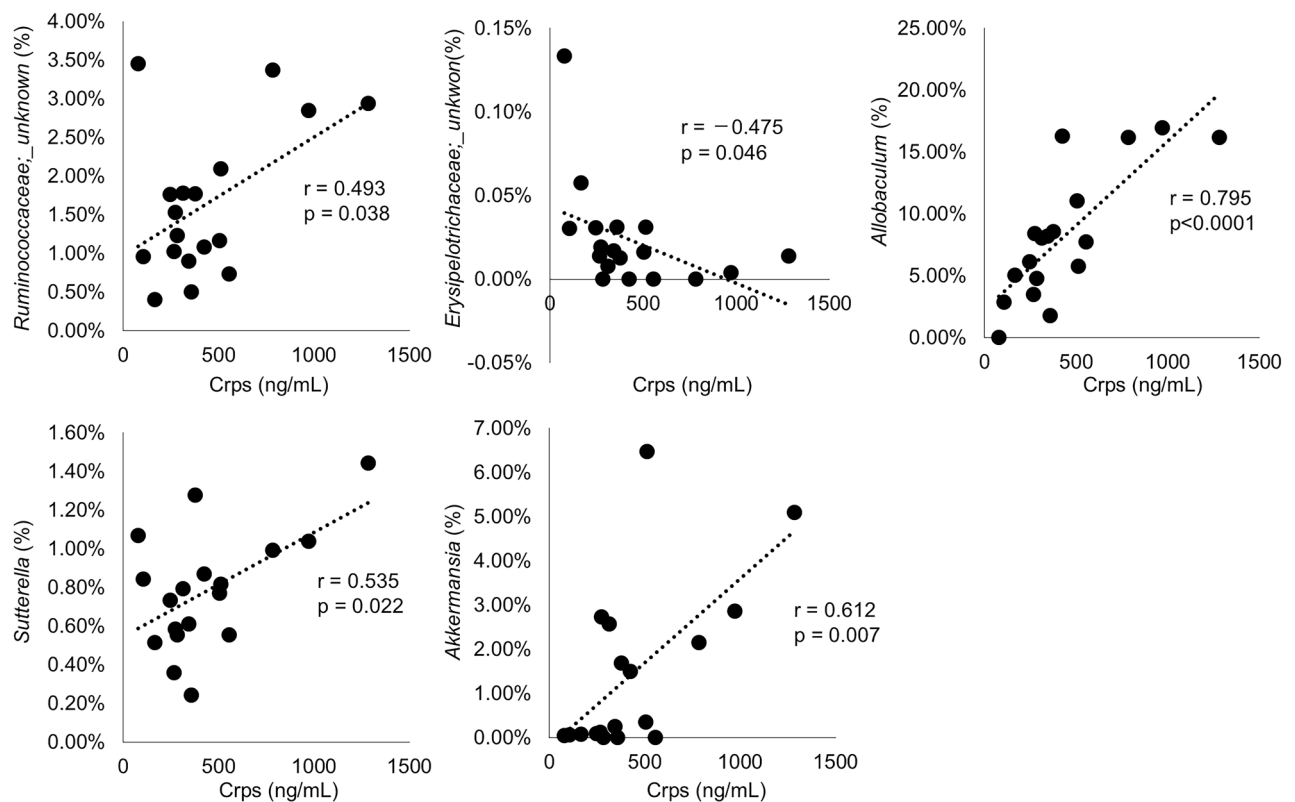 Ruminococcaceae;_unknown (%)
4.00%
3.50%
3.00%
2.50%
2.00%
1.50%
1.00%
0.50%
0.00%
r = 0.493
p = 0.038
0 500 1000 1500
Crps (ng/mL)
Erysipelotrichaceae;_unkwon(%)
0.15%
0.10%
0.05%
0.00%
-0.05%
r = −0.475
p = 0.046
0 500 1000 1500
Crps (ng/mL)
Allobaculum (%)
25.00%
20.00%
15.00%
10.00%
5.00%
0.00%
r = 0.795
p<0.0001
0 500 1000 1500
Crps (ng/mL)
Sutterella (%)
1.60%
1.40%
1.20%
1.00%
0.80%
0.60%
0.40%
0.20%
0.00%
r = 0.535
p = 0.022
0 500 1000 1500
Crps (ng/mL)
Akkermansia (%)
7.00%
6.00%
5.00%
4.00%
3.00%
2.00%
1.00%
0.00%
r = 0.612
p = 0.007
0 500 1000 1500
Crps (ng/mL)